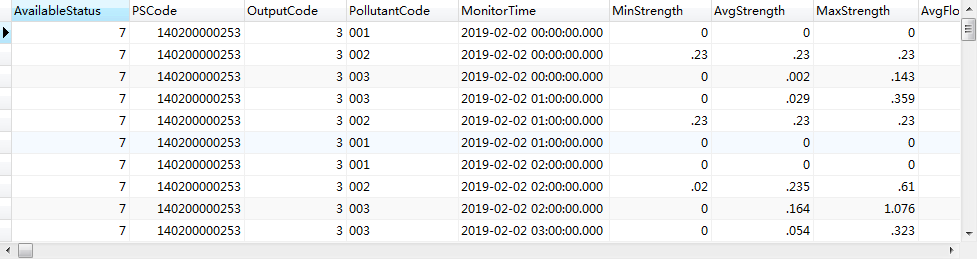 AvailableStatus PSCode OutputCode PollutantCode MonitorTime MinStrength AvgStrength MaxStrength AvgFlo
7 140200000253 3 001 2019-02-02 00:00:00.000 0 0 0
7 140200000253 3 002 2019-02-02 00:00:00.000 .23 .23 .23
7 140200000253 3 003 2019-02-02 00:00:00.000 0 .002 .143
7 140200000253 3 003 2019-02-02 01:00:00.000 0 .029 .359
7 140200000253 3 002 2019-02-02 01:00:00.000 .23 .23 .23
7 140200000253 3 001 2019-02-02 01:00:00.000 0 0 0
7 140200000253 3 001 2019-02-02 02:00:00.000 0 0 0
7 140200000253 3 002 2019-02-02 02:00:00.000 .02 .235 .61
7 140200000253 3 003 2019-02-02 02:00:00.000 0 .164 1.076
7 140200000253 3 003 2019-02-02 03:00:00.000 0 .054 .323